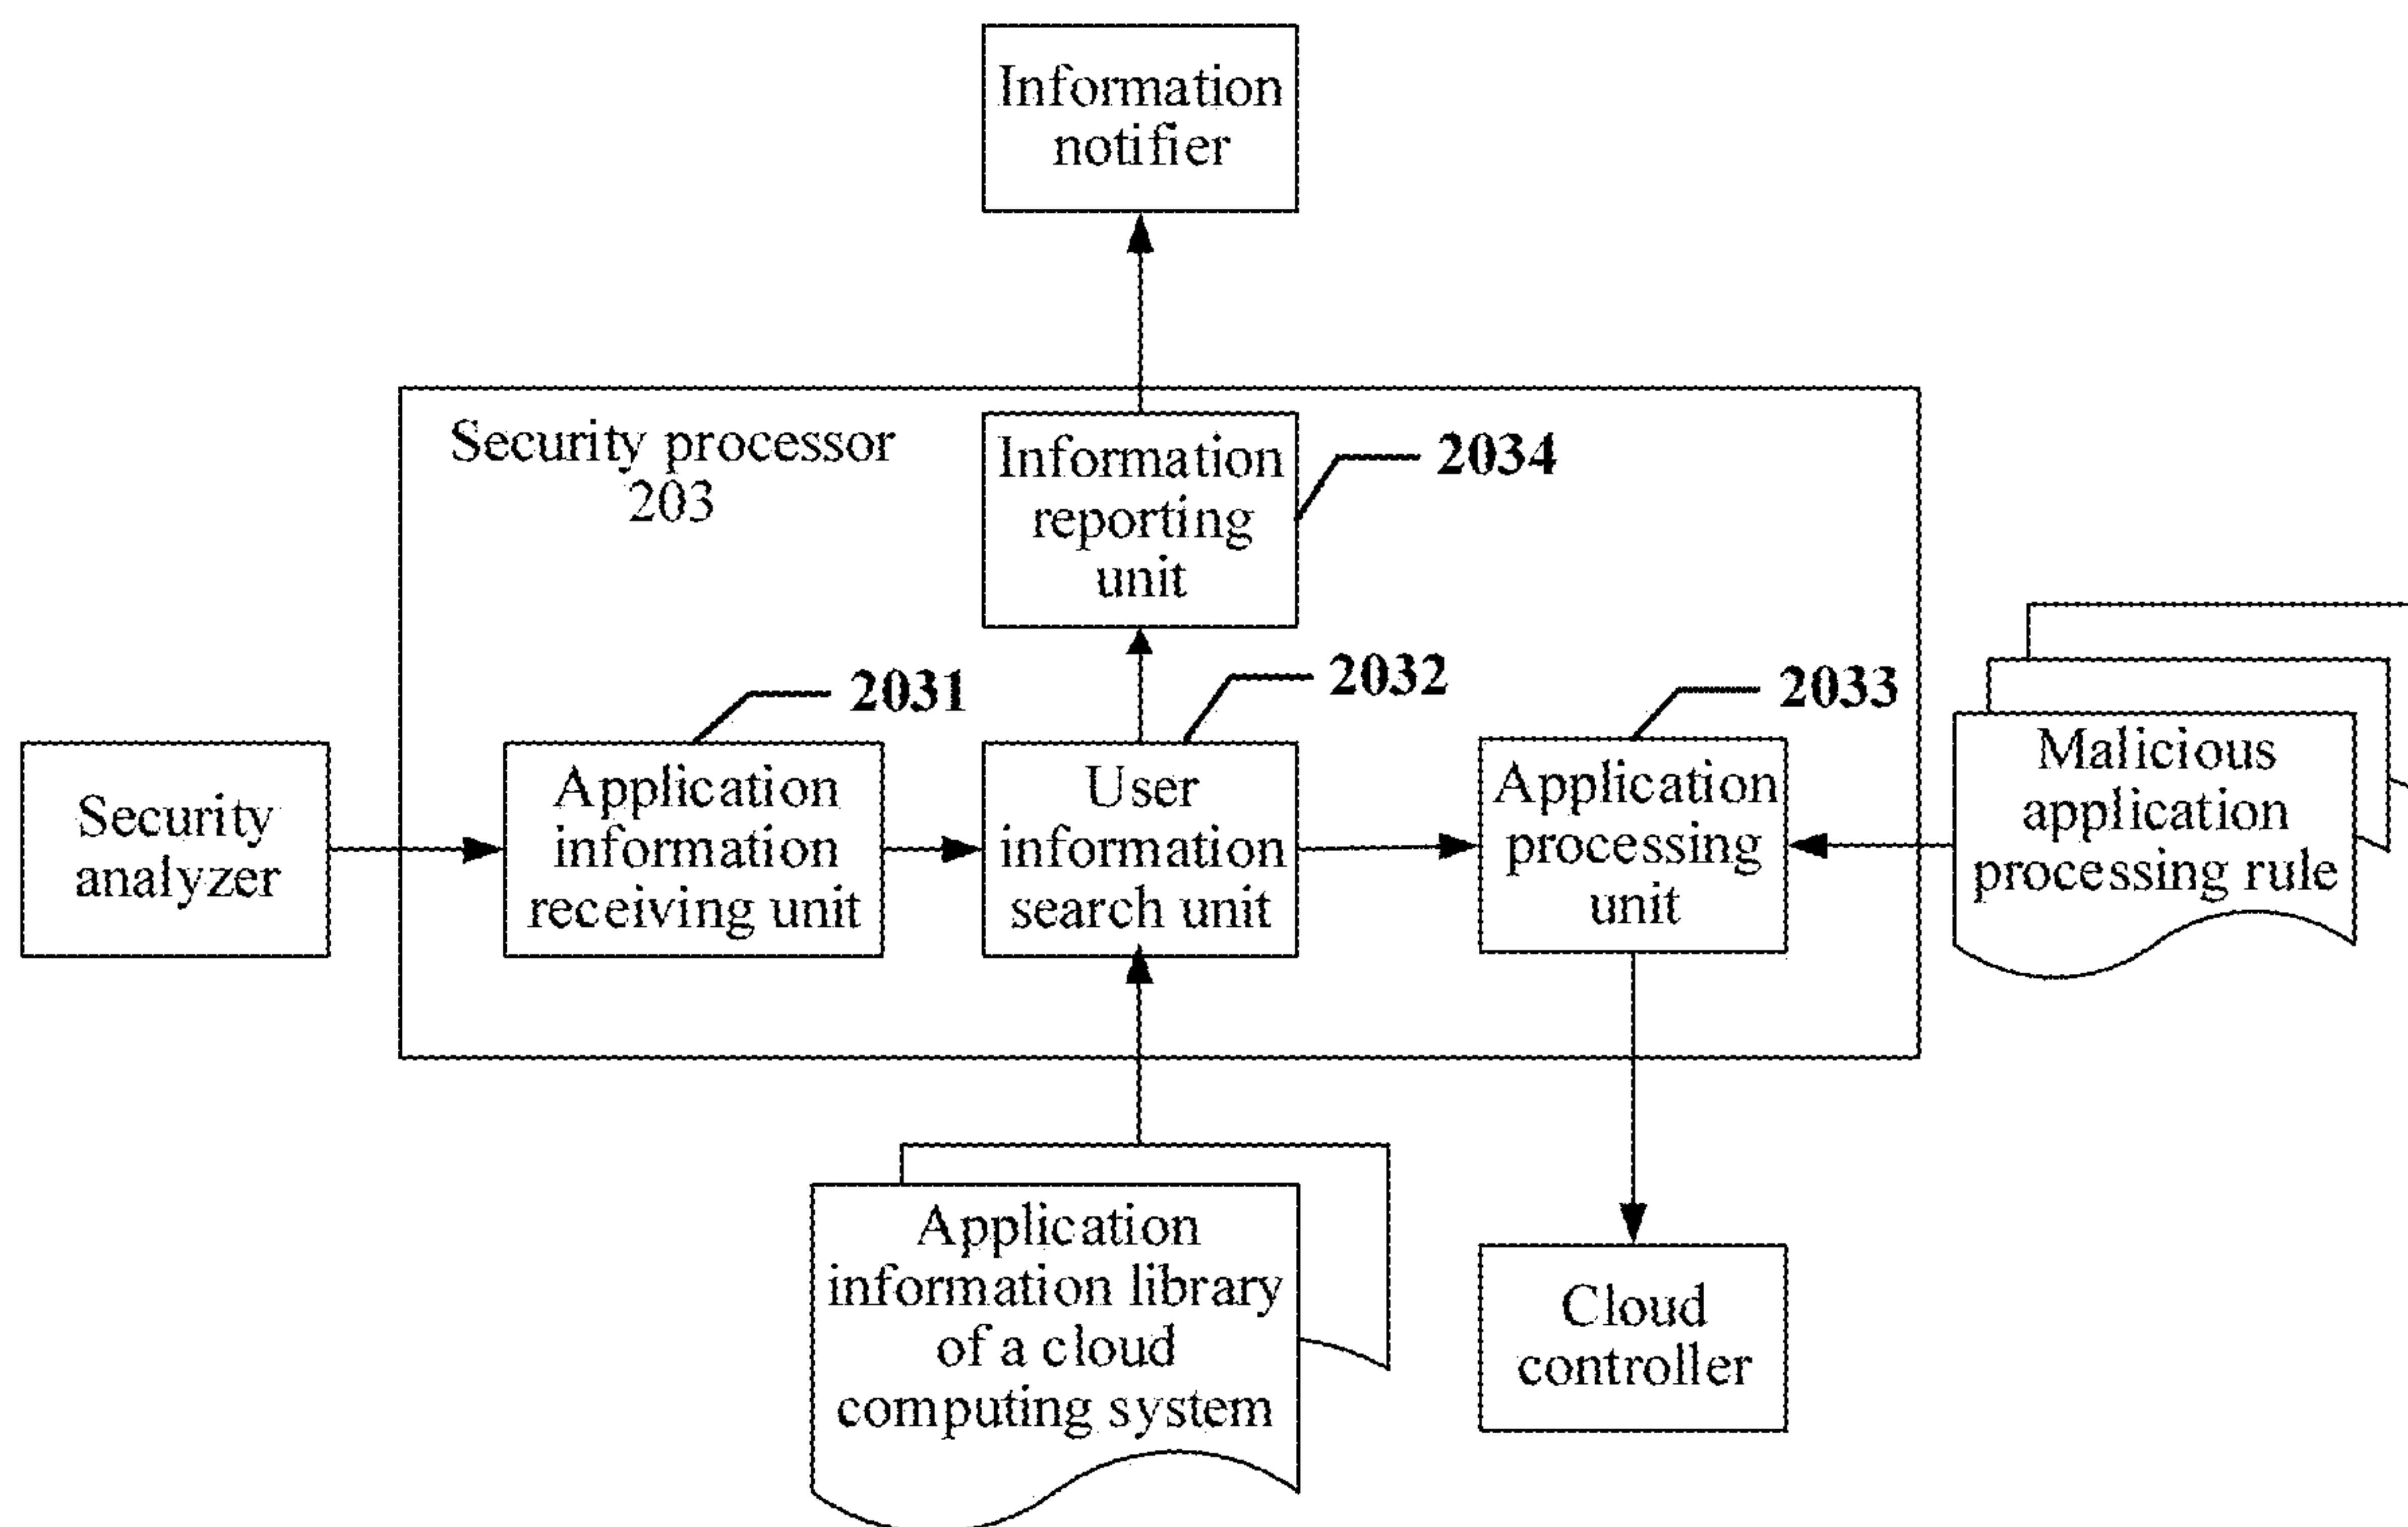 Information
notifier
Security processor
203
Information
reporting
unit
2034
2031
2032
2033
Security
analyzer
Application
information
receiving unit
User
information
search unit
Application
processing
unit
Malicious
application
processing rule
Application
information library
of a cloud
computing system
Cloud
controller